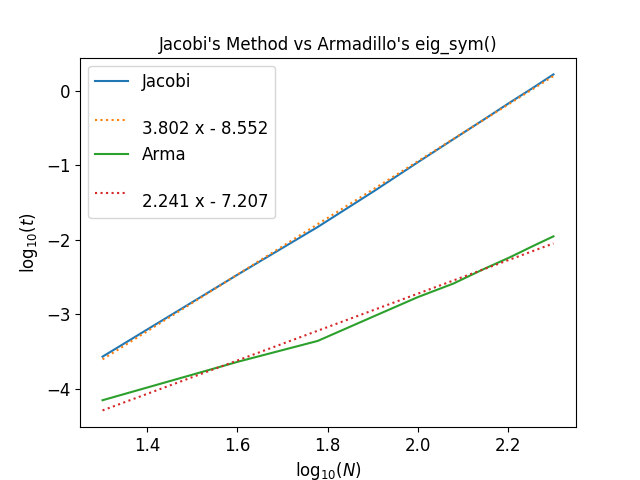 Jacobi's Method vs Armadillo's eig_sym()
Jacobi
3.802 x - 8.552
Arma
2.241 x - 7.207
0
−1
−2
−3
−4
log₁₀(t)
1.4 1.6 1.8 2.0 2.2
log₁₀(N)